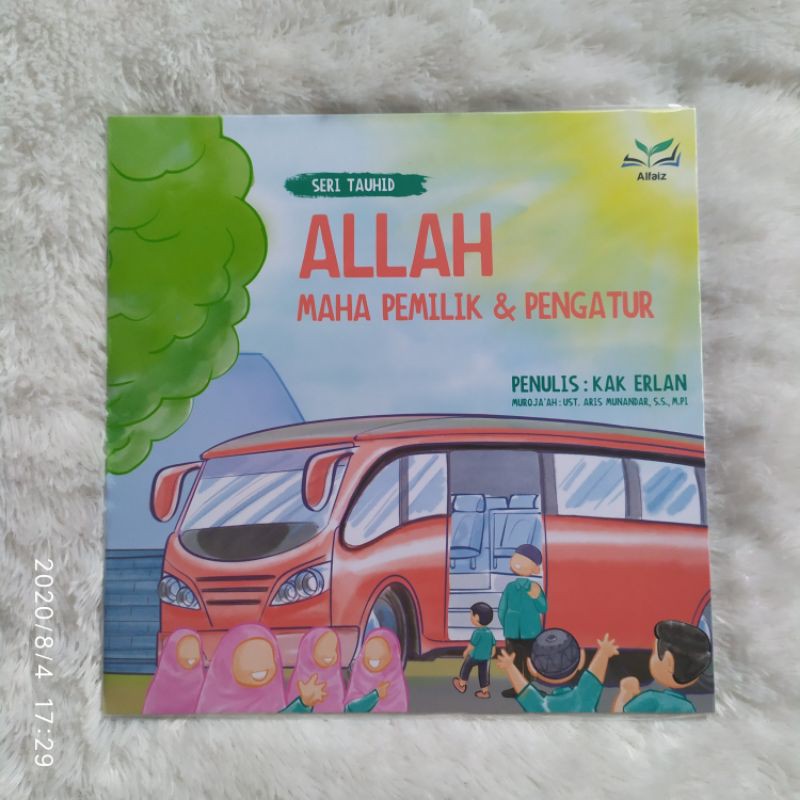 Alfaiz
SERI TAUHID
ALLAH
MAHA PEMILIK & PENGATUR
PENULIS : KAK ERLAN
MUROJA'AH : UST. ARIS MUNANDAR, S.S., M.PI
2020/8/4 17:29